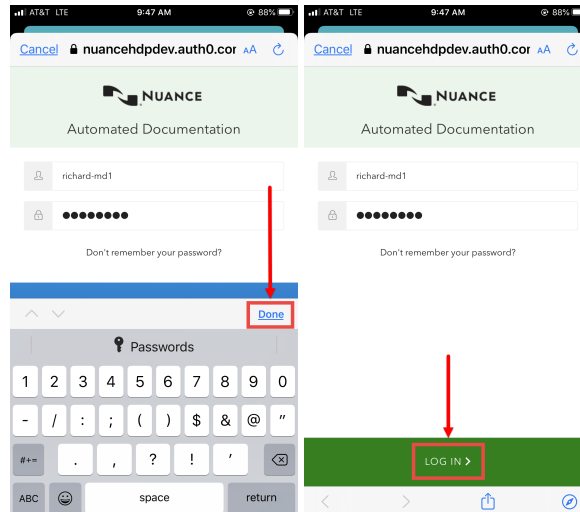 AT&T LTE 9:47 AM 88%
Cancel nuancehdpdev.auth0.cor AA
NUANCE
Automated Documentation
richard-md1
●●●●●●●●
Don't remember your password?
Done
Passwords
1 2 3 4 5 6 7 8 9 0
- / : ; ( ) $ & @ "
#+= . , ? ! '
ABC space return
AT&T LTE 9:47 AM 88%
Cancel nuancehdpdev.auth0.cor AA
NUANCE
Automated Documentation
richard-md1
●●●●●●●●
Don't remember your password?
LOG IN >